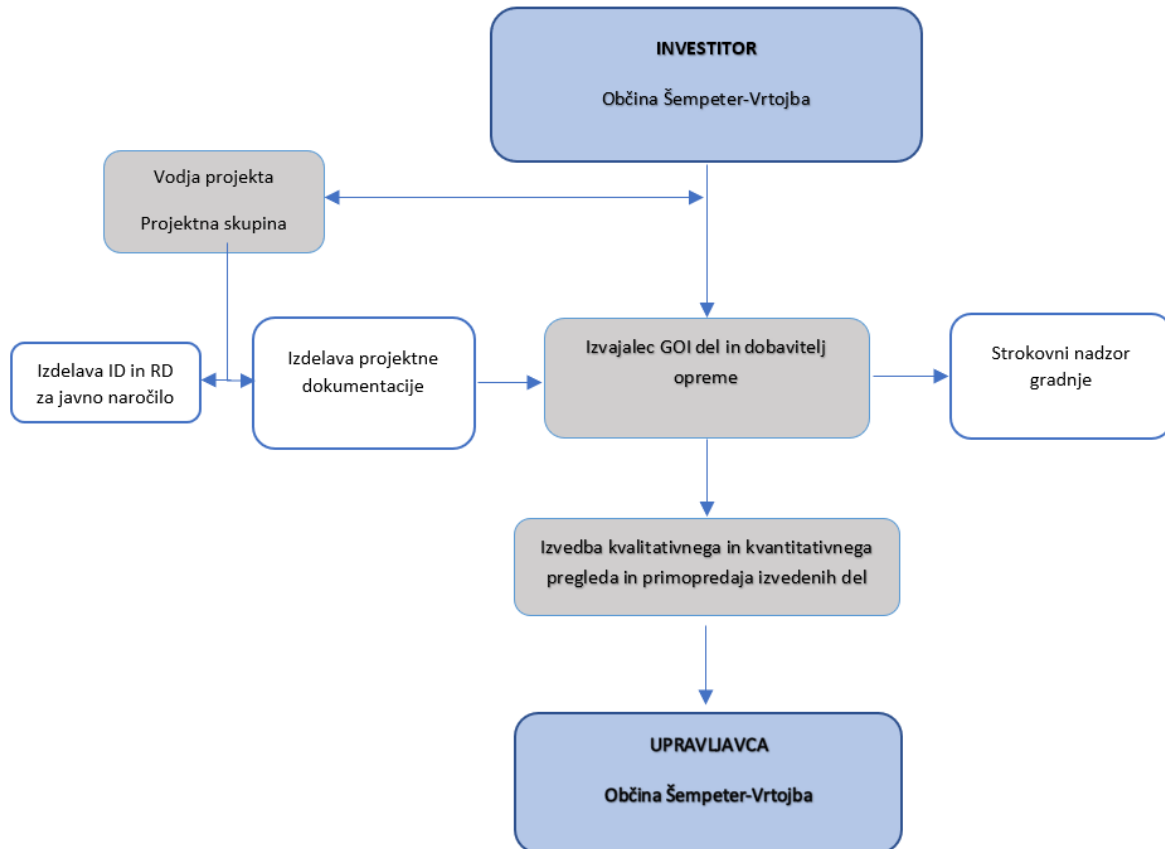 INVESTITOR
Občina Šempeter-Vrtojba
Vodja projekta
Projektna skupina
Izdelava ID in RD
za javno naročilo
Izdelava projektne
dokumentacije
Izvajalec GOI del in dobavitelj
opreme
Strokovni nadzor
gradnje
Izvedba kvalitativnega in kvantitativnega
pregleda in primopredaja izvedenih del
UPRAVLJAVCA
Občina Šempeter-Vrtojba